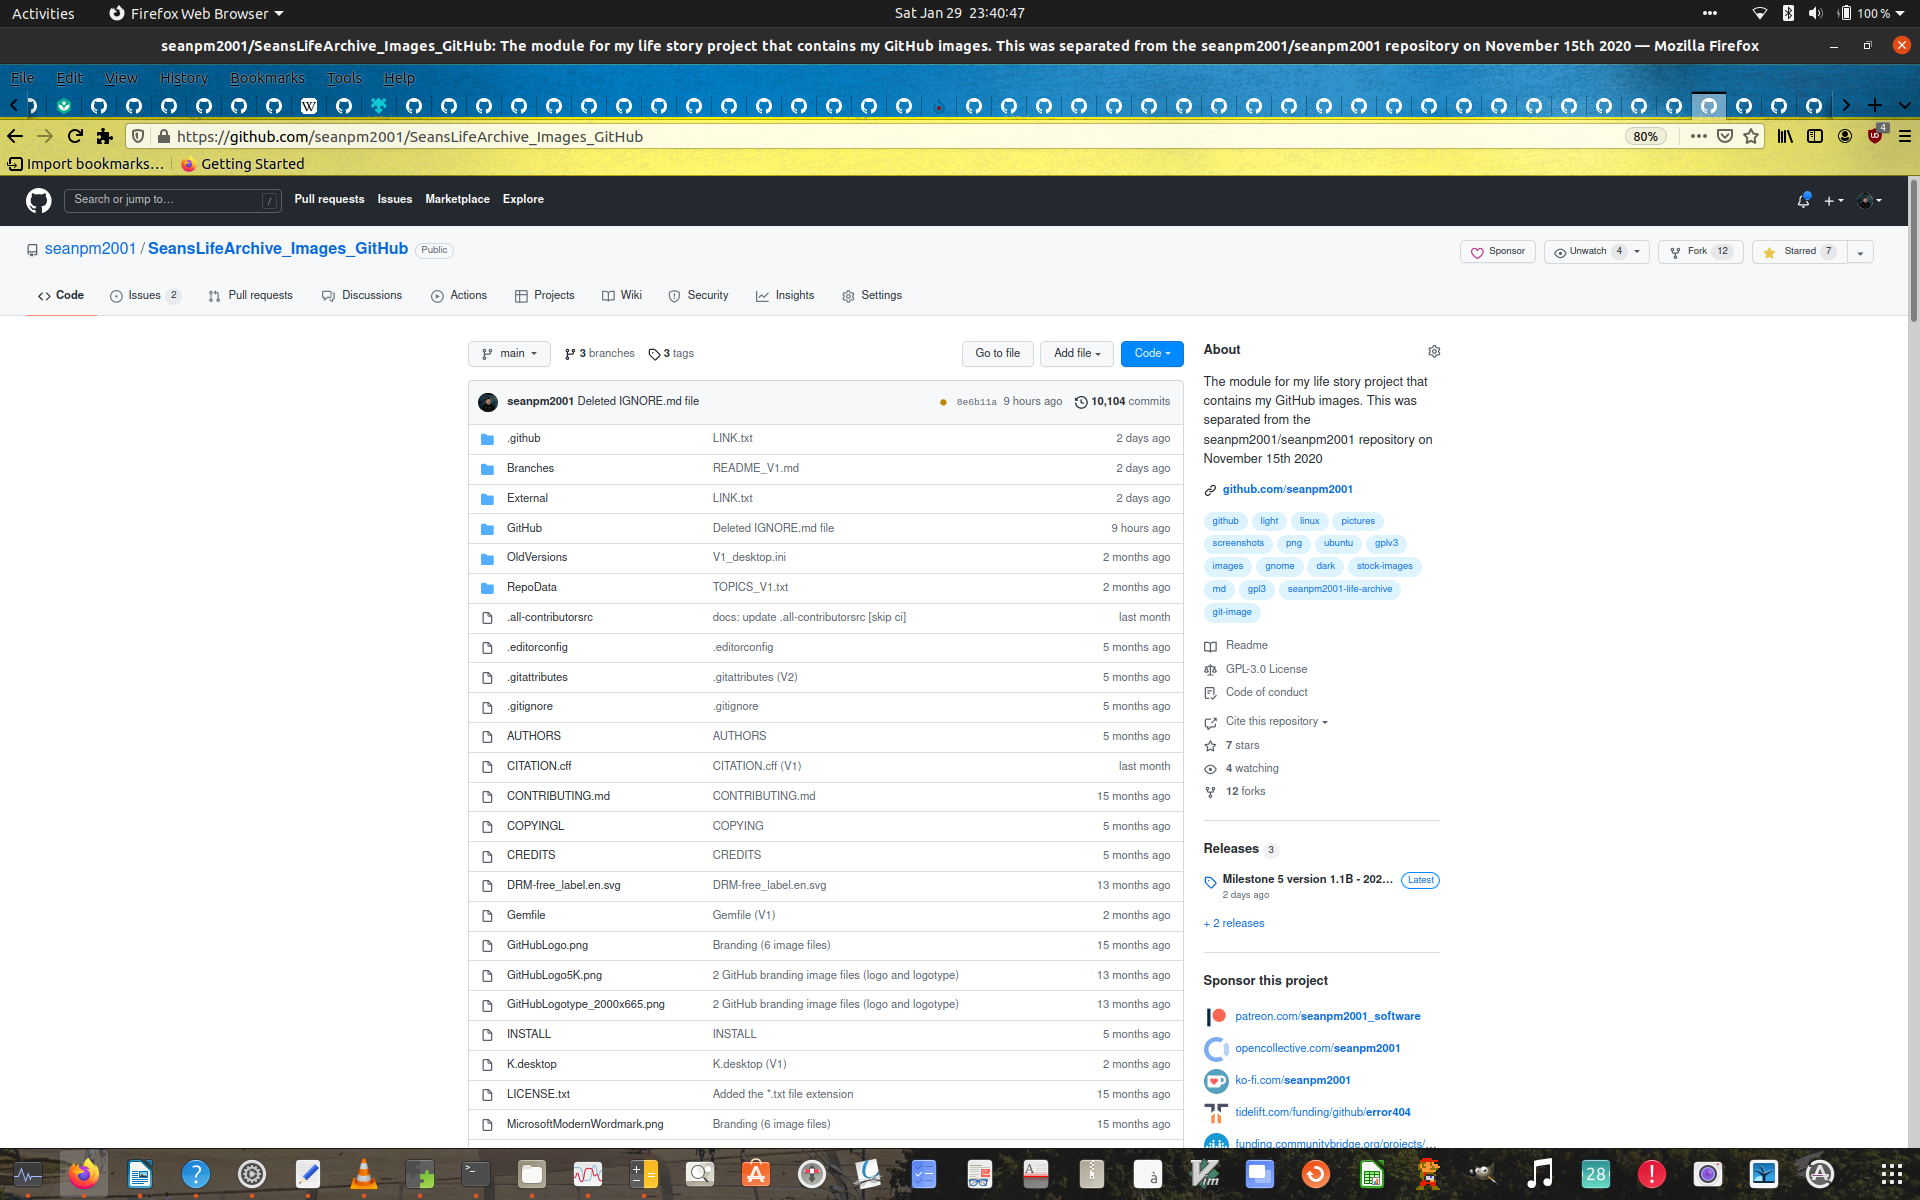 Activities Firefox Web Browser Sat Jan 29 23:40:47 100 %
seanpm2001/SeansLifeArchive_Images_GitHub: The module for my life story project that contains my GitHub images. This was separated from the seanpm2001/seanpm2001 repository on November 15th 2020 — Mozilla Firefox
File Edit View History Bookmarks Tools Help
https://github.com/seanpm2001/SeansLifeArchive_Images_GitHub 80% 4
Import bookmarks… Getting Started
Search or jump to… / Pull requests Issues Marketplace Explore
seanpm2001 / SeansLifeArchive_Images_GitHub Public Sponsor Unwatch 4 Fork 12 Starred 7
Code Issues 2 Pull requests Discussions Actions Projects Wiki Security Insights Settings
main 3 branches 3 tags Go to file Add file Code
seanpm2001 Deleted IGNORE.md file 8e6b11a 9 hours ago 10,104 commits
.github LINK.txt 2 days ago
Branches README_V1.md 2 days ago
External LINK.txt 2 days ago
GitHub Deleted IGNORE.md file 9 hours ago
OldVersions V1_desktop.ini 2 months ago
RepoData TOPICS_V1.txt 2 months ago
.all-contributorsrc docs: update .all-contributorsrc [skip ci] last month
.editorconfig .editorconfig 5 months ago
.gitattributes .gitattributes (V2) 5 months ago
.gitignore .gitignore 5 months ago
AUTHORS AUTHORS 5 months ago
CITATION.cff CITATION.cff (V1) last month
CONTRIBUTING.md CONTRIBUTING.md 15 months ago
COPYINGL COPYING 5 months ago
CREDITS CREDITS 5 months ago
DRM-free_label.en.svg DRM-free_label.en.svg 13 months ago
Gemfile Gemfile (V1) 2 months ago
GitHubLogo.png Branding (6 image files) 15 months ago
GitHubLogo5K.png 2 GitHub branding image files (logo and logotype) 13 months ago
GitHubLogotype_2000x665.png 2 GitHub branding image files (logo and logotype) 13 months ago
INSTALL INSTALL 5 months ago
K.desktop K.desktop (V1) 2 months ago
LICENSE.txt Added the *.txt file extension 15 months ago
MicrosoftModernWordmark.png Branding (6 image files) 15 months ago
About
The module for my life story project that
contains my GitHub images. This was
separated from the
seanpm2001/seanpm2001 repository on
November 15th 2020
github.com/seanpm2001
github light linux pictures
screenshots png ubuntu gplv3
images gnome dark stock-images
md gpl3 seanpm2001-life-archive
git-image
Readme
GPL-3.0 License
Code of conduct
Cite this repository
7 stars
4 watching
12 forks
Releases 3
Milestone 5 version 1.1B - 202... Latest
2 days ago
+ 2 releases
Sponsor this project
patreon.com/seanpm2001_software
opencollective.com/seanpm2001
ko-fi.com/seanpm2001
tidelift.com/funding/github/error404
funding.communitybridge.org/projects/...
28